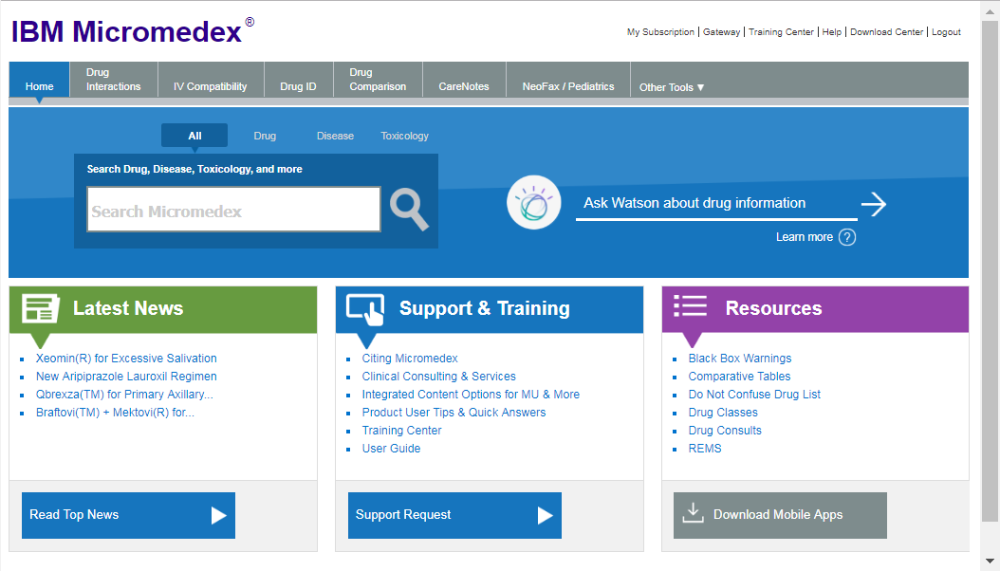 IBM Micromedex®
My Subscription | Gateway | Training Center | Help | Download Center | Logout
Home
Drug
Interactions
IV Compatibility
Drug ID
Drug
Comparison
CareNotes
NeoFax / Pediatrics
Other Tools ▼
All
Drug
Disease
Toxicology
Search Drug, Disease, Toxicology, and more
Search Micromedex
Ask Watson about drug information
Learn more ?
Latest News
Xeomin(R) for Excessive Salivation
New Aripiprazole Lauroxil Regimen
Qbrexza(TM) for Primary Axillary...
Braftovi(TM) + Mektovi(R) for...
Read Top News
Support & Training
Citing Micromedex
Clinical Consulting & Services
Integrated Content Options for MU & More
Product User Tips & Quick Answers
Training Center
User Guide
Support Request
Resources
Black Box Warnings
Comparative Tables
Do Not Confuse Drug List
Drug Classes
Drug Consults
REMS
Download Mobile Apps